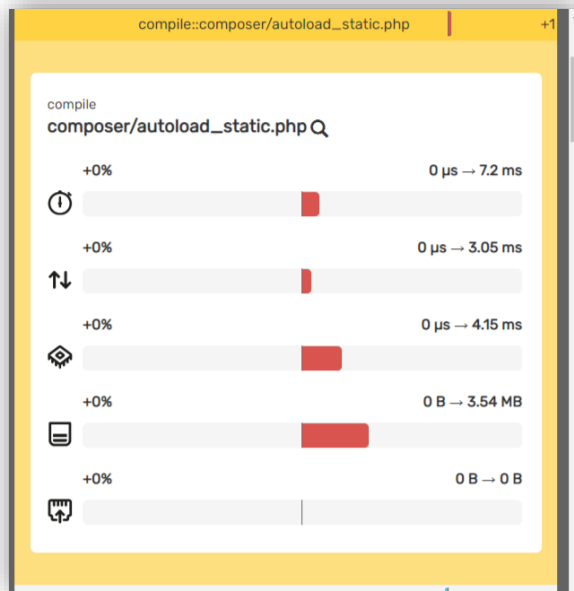 compile::composer/autoload_static.php +1
compile
composer/autoload_static.php
+0% 0 µs → 7.2 ms
+0% 0 µs → 3.05 ms
+0% 0 µs → 4.15 ms
+0% 0 B → 3.54 MB
+0% 0 B → 0 B